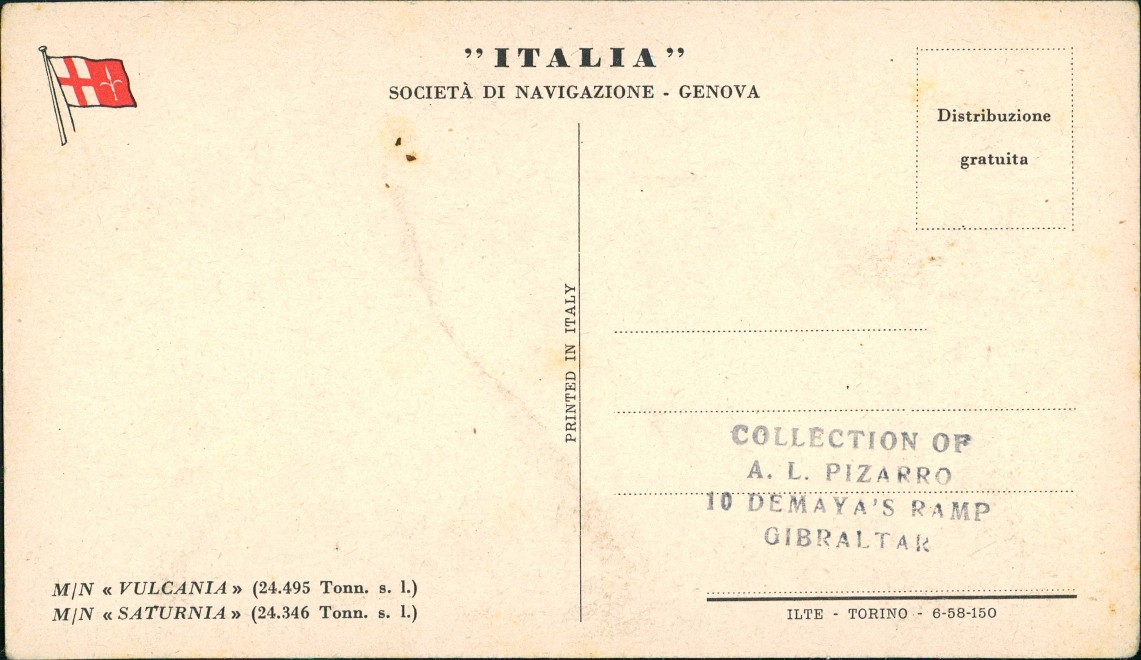 "ITALIA"
SOCIETÀ DI NAVIGAZIONE - GENOVA
Distribuzione
gratuita
PRINTED IN ITALY
COLLECTION OF
A. L. PIZARRO
10 DEMAYA'S RAMP
GIBRALTAR
M/N « VULCANIA » (24.495 Tonn. s. l.)
M/N « SATURNIA » (24.346 Tonn. s. l.)
ILTE - TORINO - 6-58-150